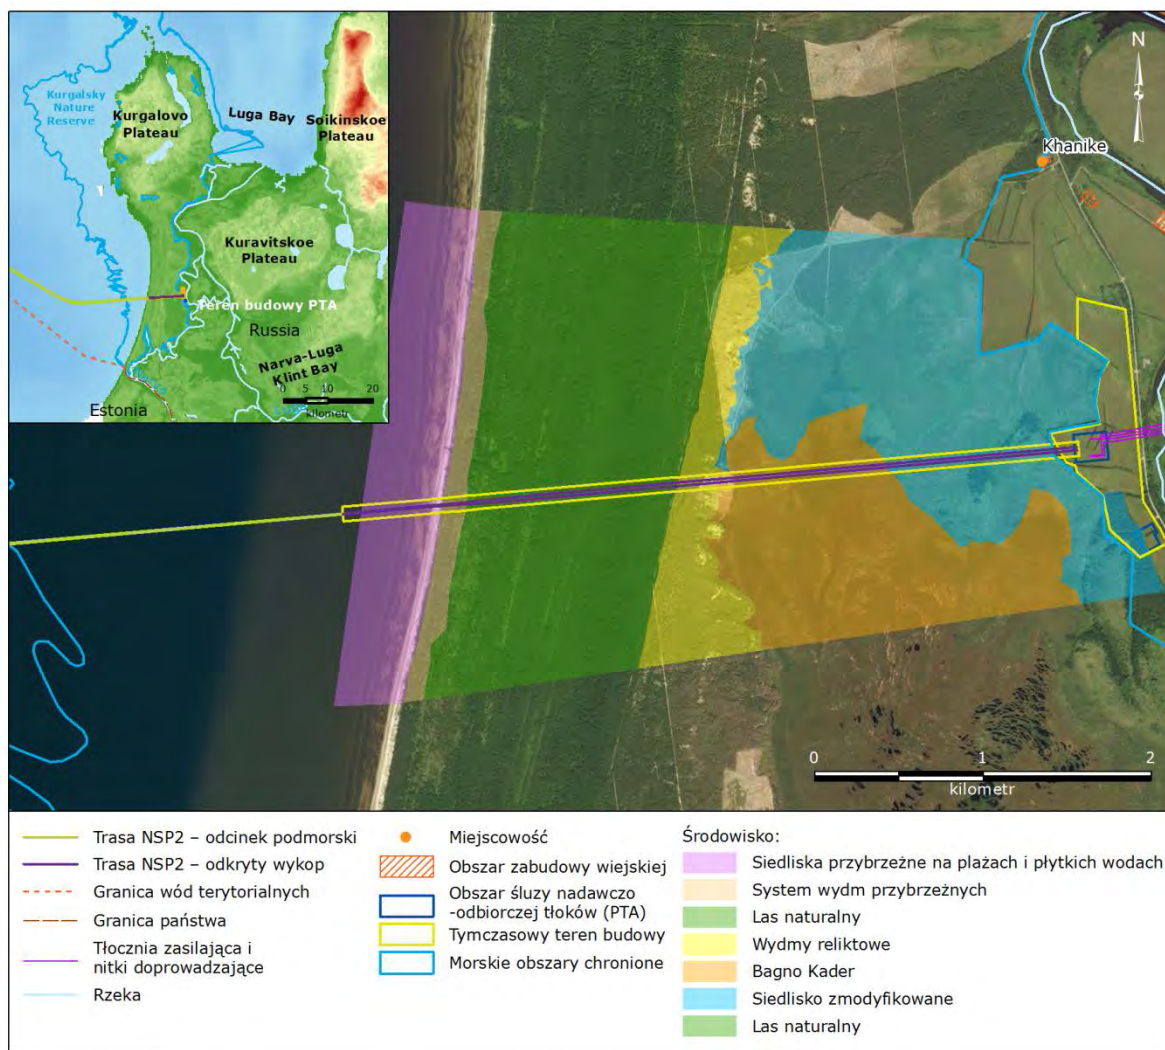 Kurgalsky
Nature
Reserve
Kurgalovo
Plateau
Luga Bay
Soikinskoe
Plateau
Kuravitskoe
Plateau
Teren budowy PTA
Russia
Narva-Luga
Klint Bay
Estonia
0 5 10 20
kilometr
N
Khanike
0 1 2
kilometr
Trasa NSP2 – odcinek podmorski
Trasa NSP2 – odkryty wykop
Granica wód terytorialnych
Granica państwa
Tłocznia zasilająca i
nitki doprowadzające
Rzeka
Miejscowość
Obszar zabudowy wiejskiej
Obszar śluzy nadawczo
-odbiorczej tłoków (PTA)
Tymczasowy teren budowy
Morskie obszary chronione
Środowisko:
Siedliska przybrzeżne na plażach i płytkich wodach
System wydm przybrzeżnych
Las naturalny
Wydmy reliktowe
Bagno Kader
Siedlisko zmodyfikowane
Las naturalny